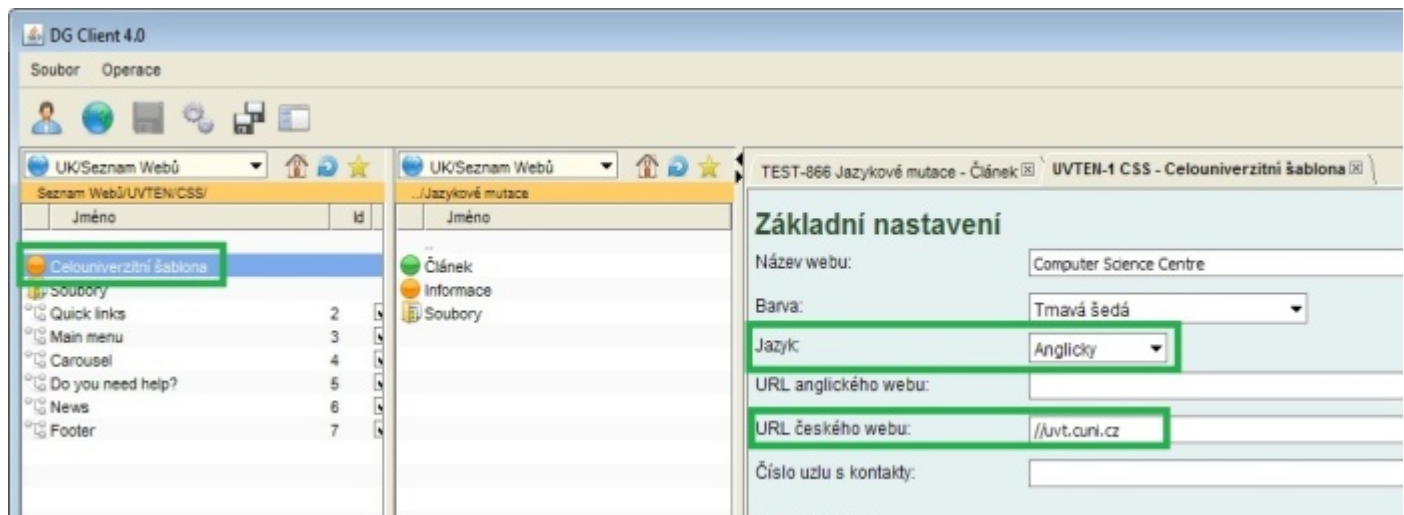 DG Client 4.0
Soubor Operace
UK/Seznam Webů
Seznam Webů/UVTEN/CSS/
Jméno Id
Celouniverzitní šablona
Soubory
Quick links 2
Main menu 3
Carousel 4
Do you need help? 5
News 6
Footer 7
UK/Seznam Webů
../Jazykové mutace
Jméno
..
Článek
Informace
Soubory
TEST-866 Jazykové mutace - Článek UVTEN-1 CSS - Celouniverzitní šablona
Základní nastavení
Název webu: Computer Science Centre
Barva: Tmavá šedá
Jazyk: Anglicky
URL anglického webu:
URL českého webu: //uvt.cuni.cz
Číslo uzlu s kontakty: